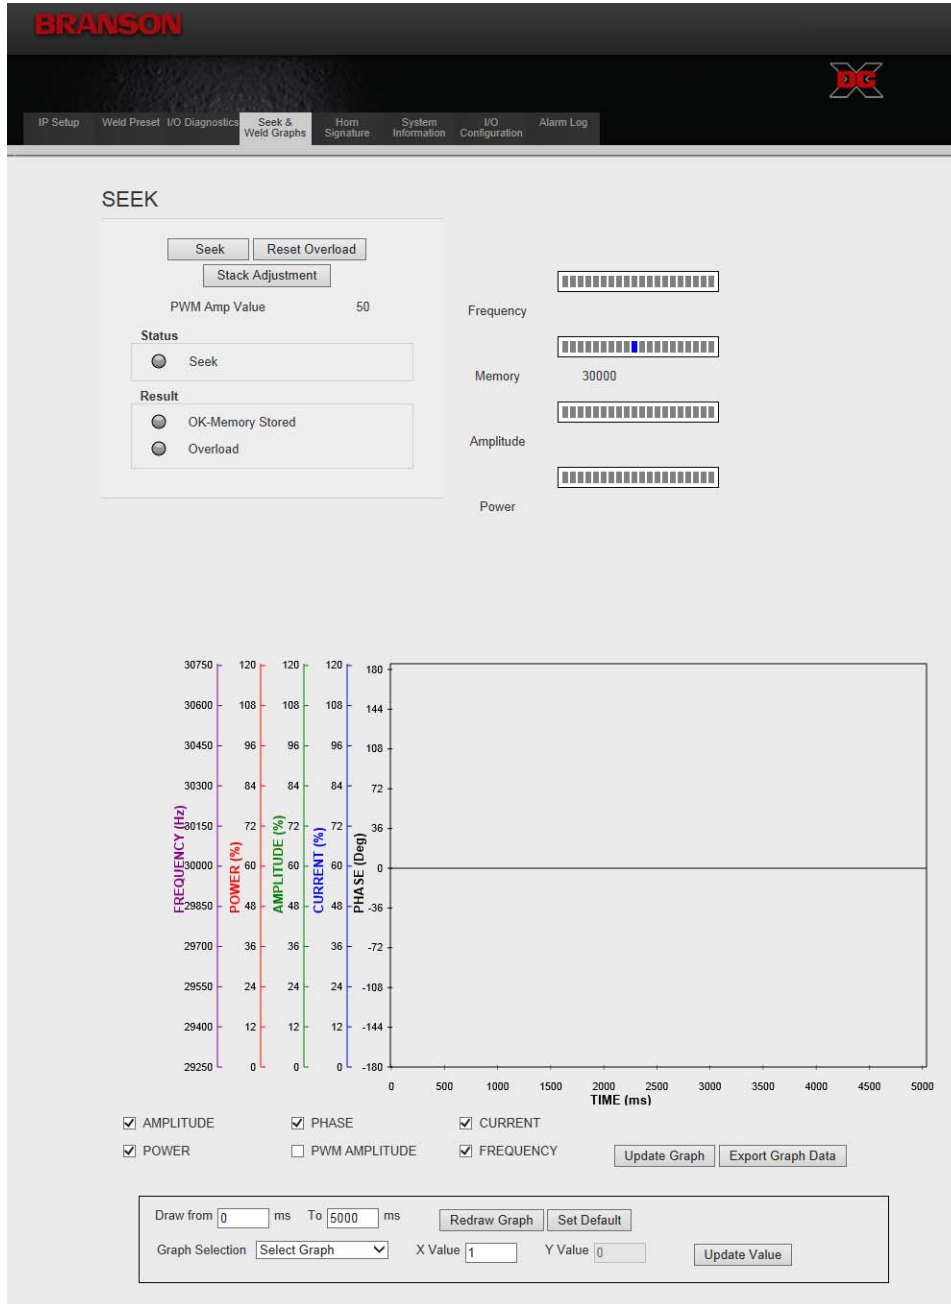 BRANSON
DG
IP Setup Weld Preset I/O Diagnostics Seek & Weld Graphs Horn Signature System Information I/O Configuration Alarm Log
SEEK
Seek Reset Overload
Stack Adjustment
PWM Amp Value 50
Status
Seek
Result
OK-Memory Stored
Overload
Frequency
Memory 30000
Amplitude
Power
FREQUENCY (Hz)
30750
30600
30450
30300
30150
30000
29850
29700
29550
29400
29250
POWER (%)
120
108
96
84
72
60
48
36
24
12
0
AMPLITUDE (%)
120
108
96
84
72
60
48
36
24
12
0
CURRENT (%)
120
108
96
84
72
60
48
36
24
12
0
PHASE (Deg)
180
144
108
72
36
0
-36
-72
-108
-144
-180
0 500 1000 1500 2000 2500 3000 3500 4000 4500 5000
TIME (ms)
AMPLITUDE PHASE CURRENT
POWER PWM AMPLITUDE FREQUENCY Update Graph Export Graph Data
Draw from 0 ms To 5000 ms Redraw Graph Set Default
Graph Selection Select Graph X Value 1 Y Value 0 Update Value